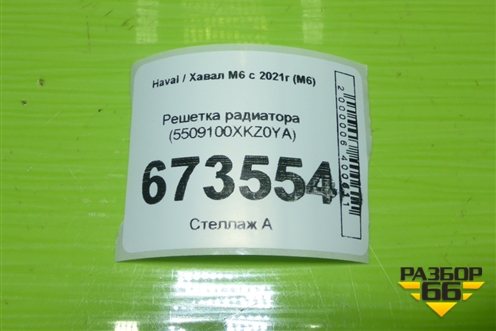 Haval / Хавал М6 с 2021г (М6)
Решетка радиатора
(5509100XKZ0YA)
673554
Стеллаж А
РАЗБОР
66